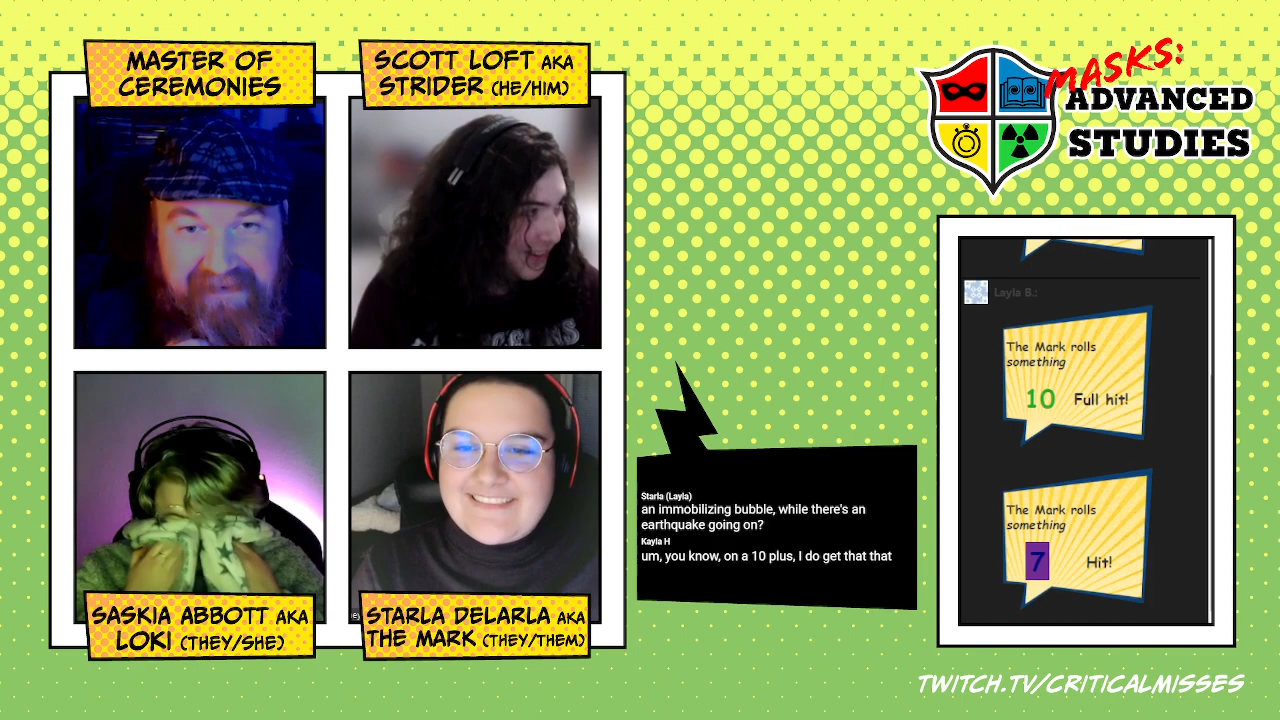 MASTER OF
CEREMONIES
SCOTT LOFT AKA
STRIDER (HE/HIM)
MASKS:
ADVANCED
STUDIES
SASKIA ABBOTT AKA
LOKI (THEY/SHE)
STARLA DELARLA AKA
THE MARK (THEY/THEM)
Starla (Layla)
an immobilizing bubble, while there's an
earthquake going on?
Kayla H
um, you know, on a 10 plus, I do get that that
Layla B.:
The Mark rolls
something
10 Full hit!
The Mark rolls
something
7 Hit!
TWITCH.TV/CRITICALMISSES